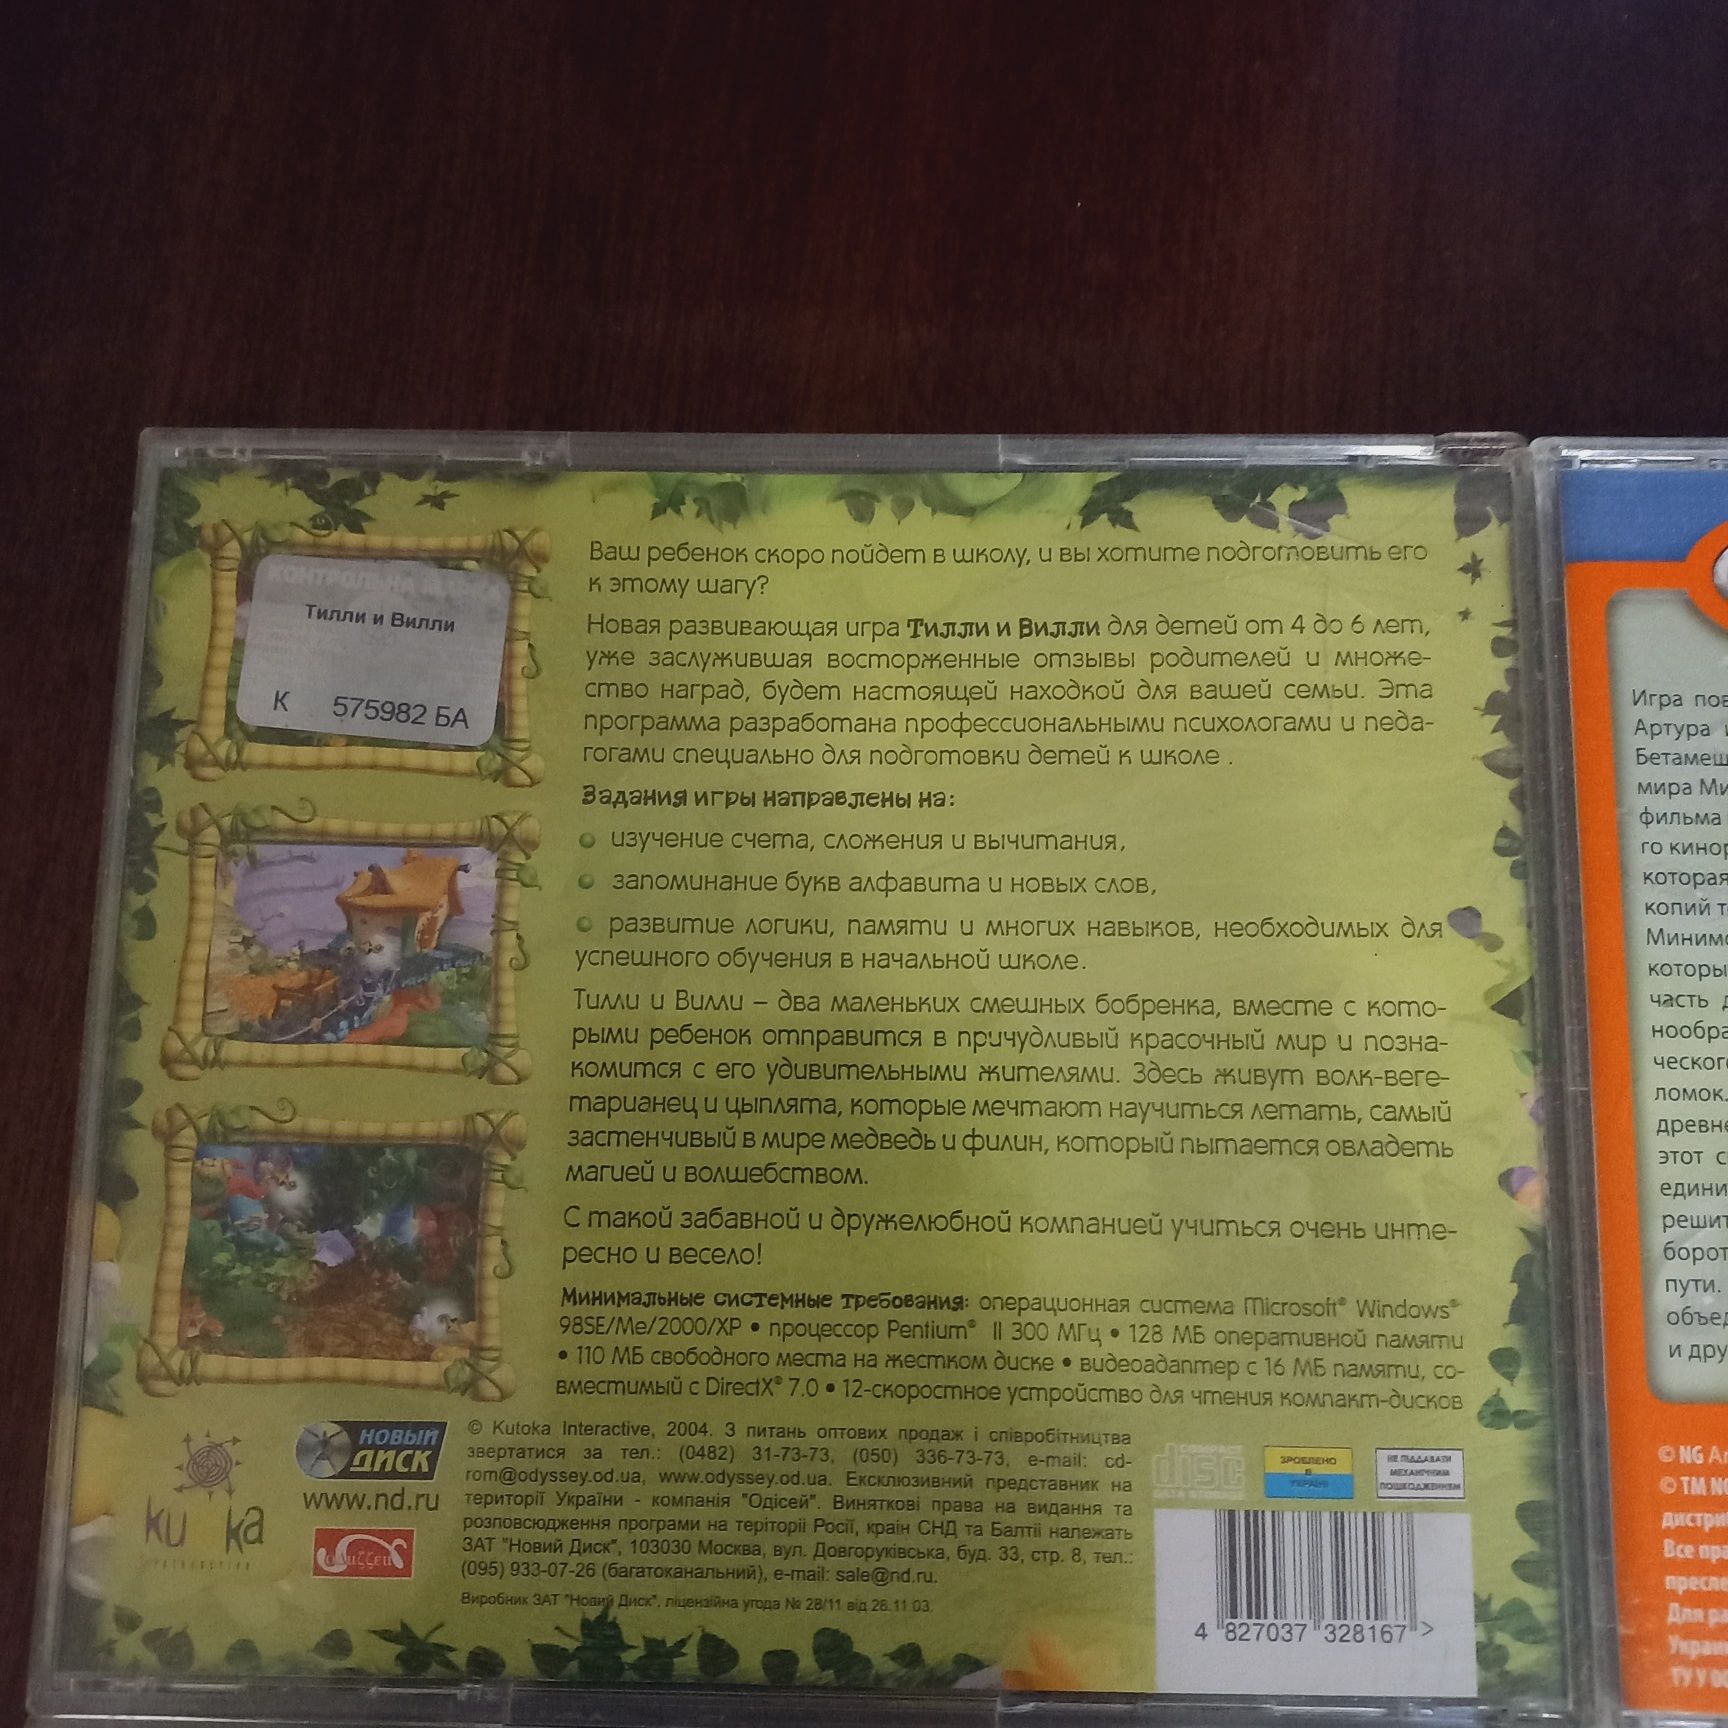 Тилли и Вилли
К 575982 БА
Ваш ребенок скоро пойдет в школу, и вы хотите подготовить его
к этому шагу?
Новая развивающая игра Тилли и Вилли для детей от 4 до 6 лет,
уже заслужившая восторженные отзывы родителей и множе-
ство наград, будет настоящей находкой для вашей семьи. Эта
программа разработана профессиональными психологами и педа-
гогами специально для подготовки детей к школе .
Задания игры направлены на:
изучение счета, сложения и вычитания,
запоминание букв алфавита и новых слов,
развитие логики, памяти и многих навыков, необходимых для
успешного обучения в начальной школе.
Тилли и Вилли – два маленьких смешных бобренка, вместе с кото-
рыми ребенок отправится в причудливый красочный мир и позна-
комится с его удивительными жителями. Здесь живут волк-веге-
тарианец и цыплята, которые мечтают научиться летать, самый
застенчивый в мире медведь и филин, который пытается овладеть
магией и волшебством.
С такой забавной и дружелюбной компанией учиться очень инте-
ресно и весело!
Минимальные системные требования: операционная система Microsoft® Windows®
98SE/Me/2000/XP • процессор Pentium® II 300 МГц • 128 МБ оперативной памяти
• 110 МБ свободного места на жестком диске • видеоадаптер с 16 МБ памяти, со-
вместимый с DirectX® 7.0 • 12-скоростное устройство для чтения компакт-дисков
© Kutoka Interactive, 2004. З питань оптових продаж і співробітництва
звертатися за тел.: (0482) 31-73-73, (050) 336-73-73, e-mail: cd-
rom@odyssey.od.ua, www.odyssey.od.ua. Ексклюзивний представник на
території України - компанія "Одісей". Виняткові права на видання та
розповсюдження програми на теріторії Росії, країн СНД та Балтії належать
ЗАТ "Новий Диск", 103030 Москва, вул. Довгоруківська, буд. 33, стр. 8, тел.:
(095) 933-07-26 (багатоканальний), e-mail: sale@nd.ru.
Виробник ЗАТ "Новий Диск", ліцензійна угода № 28/11 від 28.11.03.
НОВЫЙ
ДИСК
www.nd.ru
ku ka
Одиссей
COMPACT
disc
DATA STORAGE
ЗРОБЛЕНО
В
УКРАЇНІ
НЕ ПІДДАВАТИ
МЕХАНІЧНИМ
ПОШКОДЖЕННЯМ
4 827037 328167 >
Игра пов
Артура
Бетамеш
мира Ми
фильма
го кинор
которая
копий т
Миним
которы
часть
нообра
ческого
ломок.
древне
этот с
едини
решит
борот
пути.
объед
и дру
© NG Ar
© TM NG
дистри
Все пра
пресле
Для ра
Украин
ТУ У 00